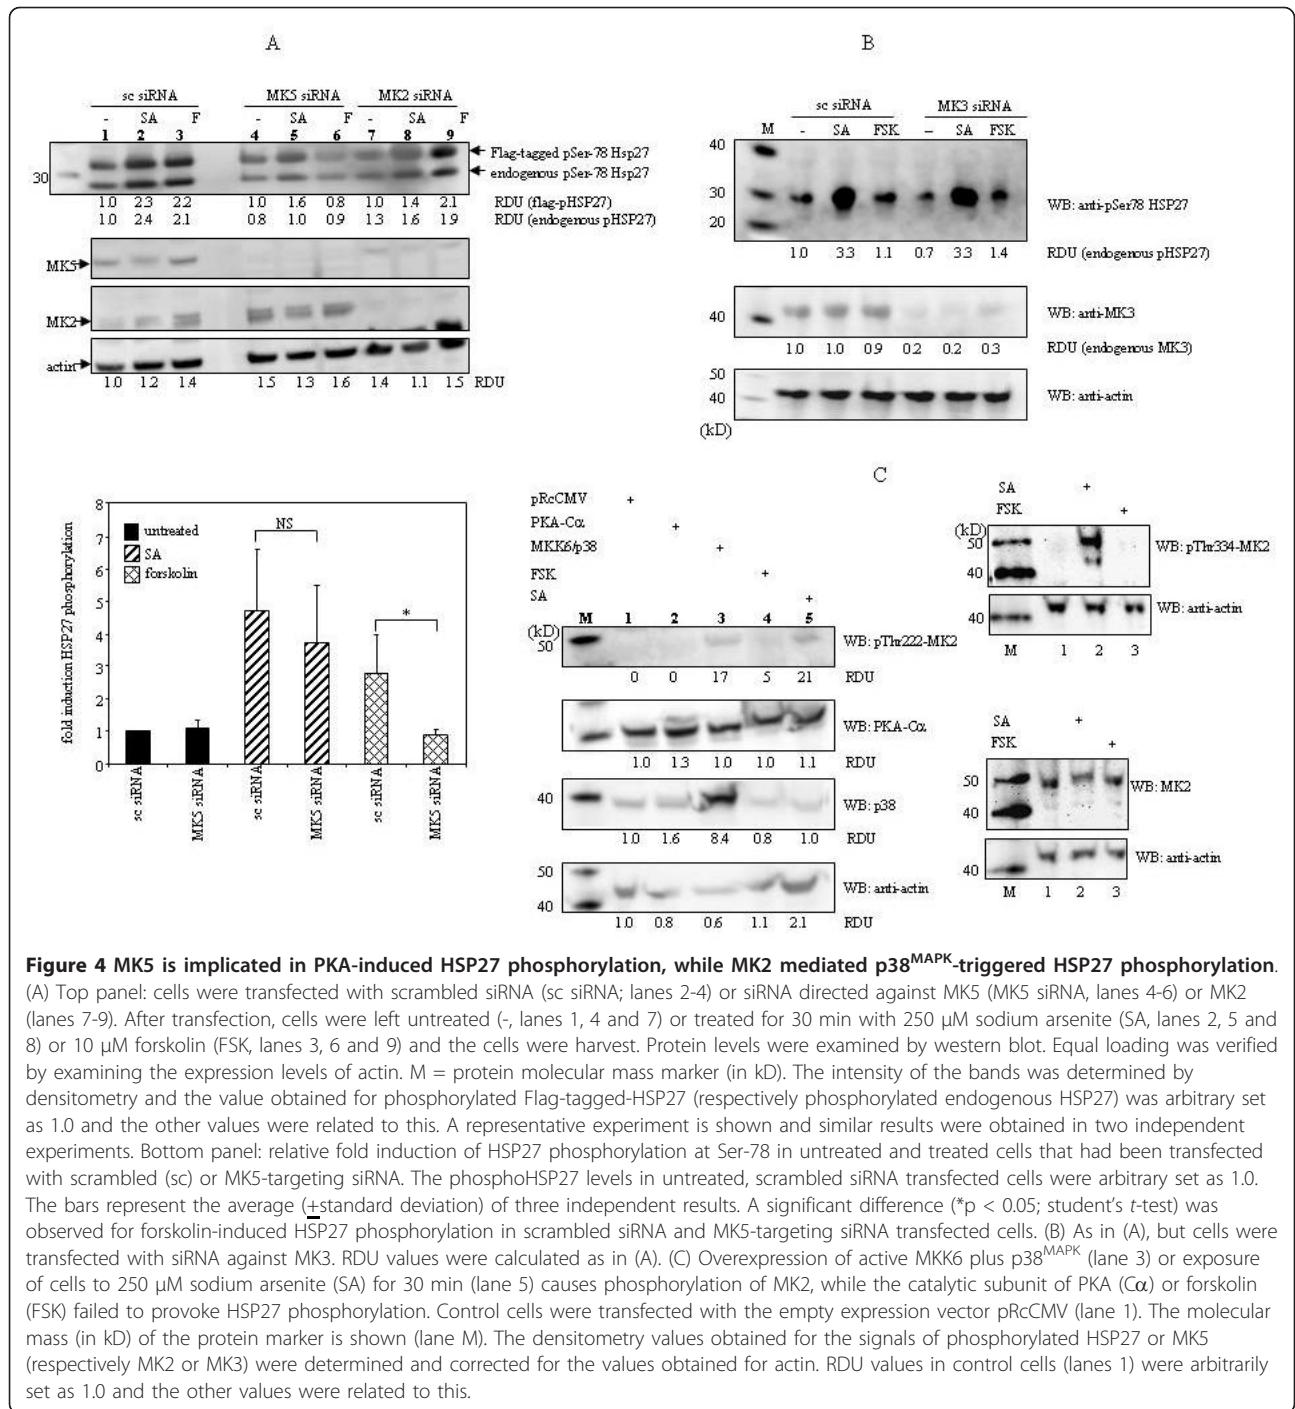 A
sc siRNA MK5 siRNA MK2 siRNA
- SA F - SA F - SA F
1 2 3 4 5 6 7 8 9
Flag-tagged pSer-78 Hsp27
30 endogenous pSer-78 Hsp27
1.0 2.3 2.2 1.0 1.6 0.8 1.0 1.4 2.1 RDU (flag-pHSP27)
1.0 2.4 2.1 0.8 1.0 0.9 1.3 1.6 1.9 RDU (endogenous pHSP27)
MK5
MK2
actin
1.0 1.2 1.4 1.5 1.3 1.6 1.4 1.1 1.5 RDU
B
sc siRNA MK3 siRNA
M - SA FSK - SA FSK
40
30
20
WB: anti-pSer78 HSP27
1.0 3.3 1.1 0.7 3.3 1.4 RDU (endogenous pHSP27)
40 WB: anti-MK3
1.0 1.0 0.9 0.2 0.2 0.3 RDU (endogenous MK3)
50
40 WB: anti-actin
(kD)
fold induction HSP27 phosphorylation
8
7
6
5
4
3
2
1
0
untreated
SA
forskolin
NS
*
sc siRNA MK5 siRNA sc siRNA MK5 siRNA sc siRNA MK5 siRNA
C
pRcCMV +
PKA-Cα +
MKK6/p38 +
FSK +
SA +
M 1 2 3 4 5
(kD)
50 WB: pThr222-MK2
0 0 17 5 21 RDU
WB: PKA-Cα
1.0 1.3 1.0 1.0 1.1 RDU
40 WB: p38
1.0 1.6 8.4 0.8 1.0 RDU
50
40 WB: anti-actin
1.0 0.8 0.6 1.1 2.1 RDU
SA +
FSK +
(kD)
50 WB: pThr334-MK2
40
40 WB: anti-actin
M 1 2 3
SA +
FSK +
50 WB: MK2
40
40 WB: anti-actin
M 1 2 3
Figure 4 MK5 is implicated in PKA-induced HSP27 phosphorylation, while MK2 mediated p38MAPK-triggered HSP27 phosphorylation.
(A) Top panel: cells were transfected with scrambled siRNA (sc siRNA; lanes 2-4) or siRNA directed against MK5 (MK5 siRNA, lanes 4-6) or MK2
(lanes 7-9). After transfection, cells were left untreated (-, lanes 1, 4 and 7) or treated for 30 min with 250 μM sodium arsenite (SA, lanes 2, 5 and
8) or 10 μM forskolin (FSK, lanes 3, 6 and 9) and the cells were harvest. Protein levels were examined by western blot. Equal loading was verified
by examining the expression levels of actin. M = protein molecular mass marker (in kD). The intensity of the bands was determined by
densitometry and the value obtained for phosphorylated Flag-tagged-HSP27 (respectively phosphorylated endogenous HSP27) was arbitrary set
as 1.0 and the other values were related to this. A representative experiment is shown and similar results were obtained in two independent
experiments. Bottom panel: relative fold induction of HSP27 phosphorylation at Ser-78 in untreated and treated cells that had been transfected
with scrambled (sc) or MK5-targeting siRNA. The phosphoHSP27 levels in untreated, scrambled siRNA transfected cells were arbitrary set as 1.0.
The bars represent the average (±standard deviation) of three independent results. A significant difference (*p < 0.05; student's t-test) was
observed for forskolin-induced HSP27 phosphorylation in scrambled siRNA and MK5-targeting siRNA transfected cells. (B) As in (A), but cells were
transfected with siRNA against MK3. RDU values were calculated as in (A). (C) Overexpression of active MKK6 plus p38MAPK (lane 3) or exposure
of cells to 250 μM sodium arsenite (SA) for 30 min (lane 5) causes phosphorylation of MK2, while the catalytic subunit of PKA (Cα) or forskolin
(FSK) failed to provoke HSP27 phosphorylation. Control cells were transfected with the empty expression vector pRcCMV (lane 1). The molecular
mass (in kD) of the protein marker is shown (lane M). The densitometry values obtained for the signals of phosphorylated HSP27 or MK5
(respectively MK2 or MK3) were determined and corrected for the values obtained for actin. RDU values in control cells (lanes 1) were arbitrarily
set as 1.0 and the other values were related to this.